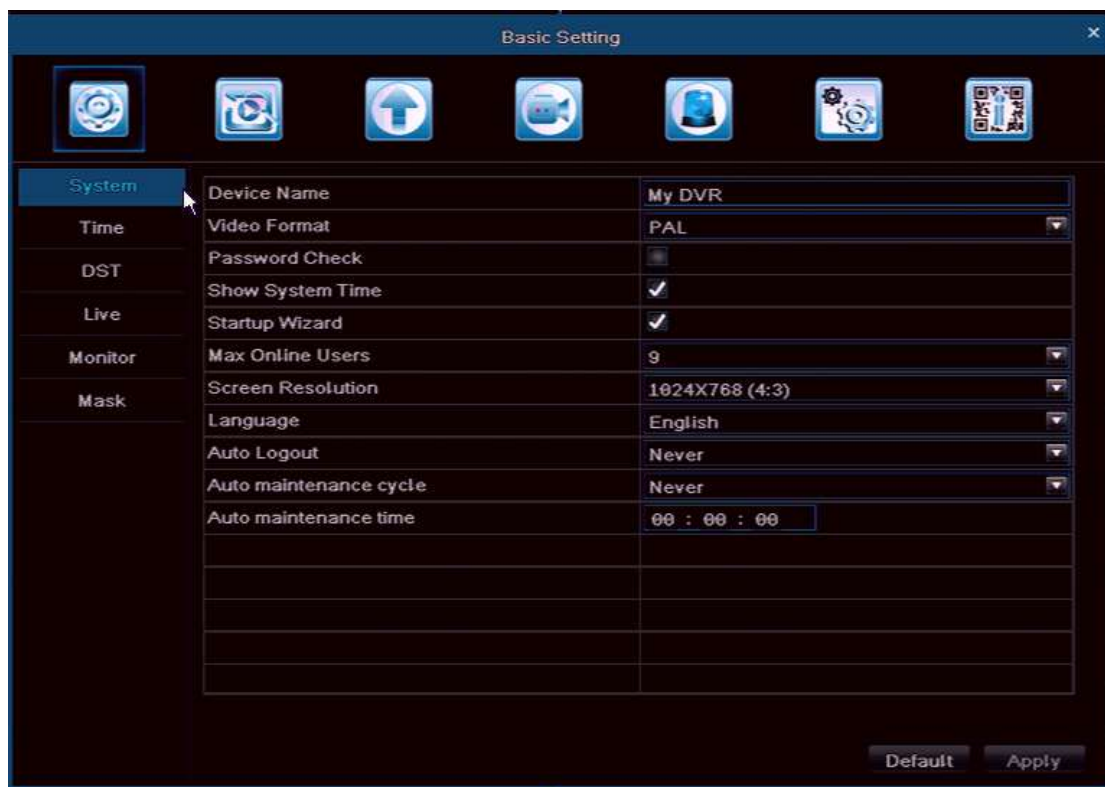 Basic Setting
System
Time
DST
Live
Monitor
Mask
Device Name My DVR
Video Format PAL
Password Check
Show System Time
Startup Wizard
Max Online Users 9
Screen Resolution 1024X768 (4:3)
Language English
Auto Logout Never
Auto maintenance cycle Never
Auto maintenance time 00 : 00 : 00
Default Apply